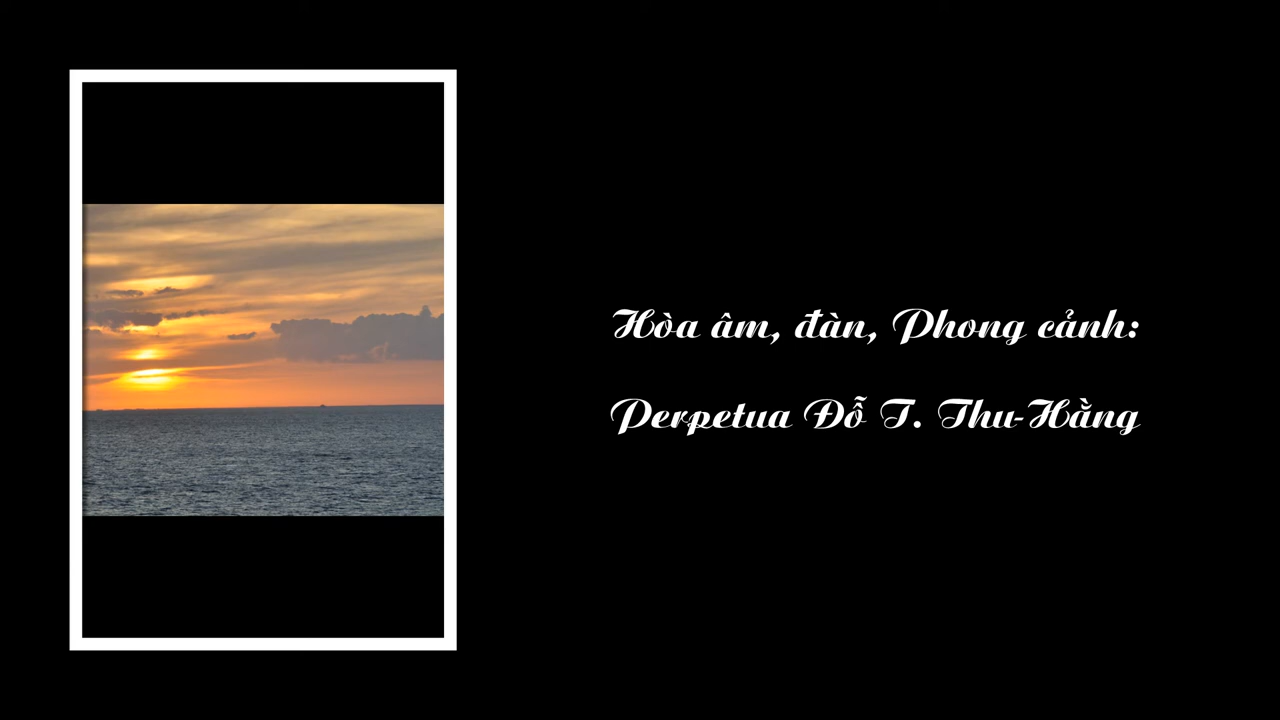 Hòa âm, đàn, Phong cảnh:
Perpetua Đỗ T. Thu-Hằng